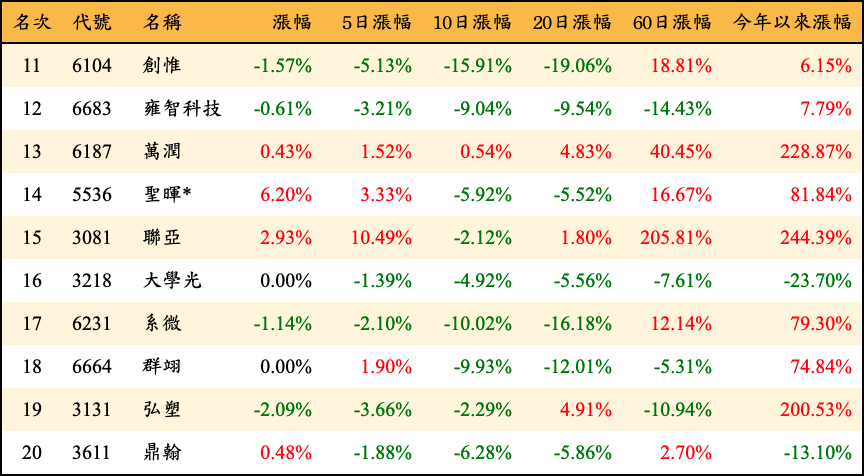 名次 代號 名稱 漲幅 5日漲幅 10日漲幅 20日漲幅 60日漲幅 今年以來漲幅
11 6104 創惟 -1.57% -5.13% -15.91% -19.06% 18.81% 6.15%
12 6683 雍智科技 -0.61% -3.21% -9.04% -9.54% -14.43% 7.79%
13 6187 萬潤 0.43% 1.52% 0.54% 4.83% 40.45% 228.87%
14 5536 聖暉* 6.20% 3.33% -5.92% -5.52% 16.67% 81.84%
15 3081 聯亞 2.93% 10.49% -2.12% 1.80% 205.81% 244.39%
16 3218 大學光 0.00% -1.39% -4.92% -5.56% -7.61% -23.70%
17 6231 系微 -1.14% -2.10% -10.02% -16.18% 12.14% 79.30%
18 6664 群翊 0.00% 1.90% -9.93% -12.01% -5.31% 74.84%
19 3131 弘塑 -2.09% -3.66% -2.29% 4.91% -10.94% 200.53%
20 3611 鼎翰 0.48% -1.88% -6.28% -5.86% 2.70% -13.10%